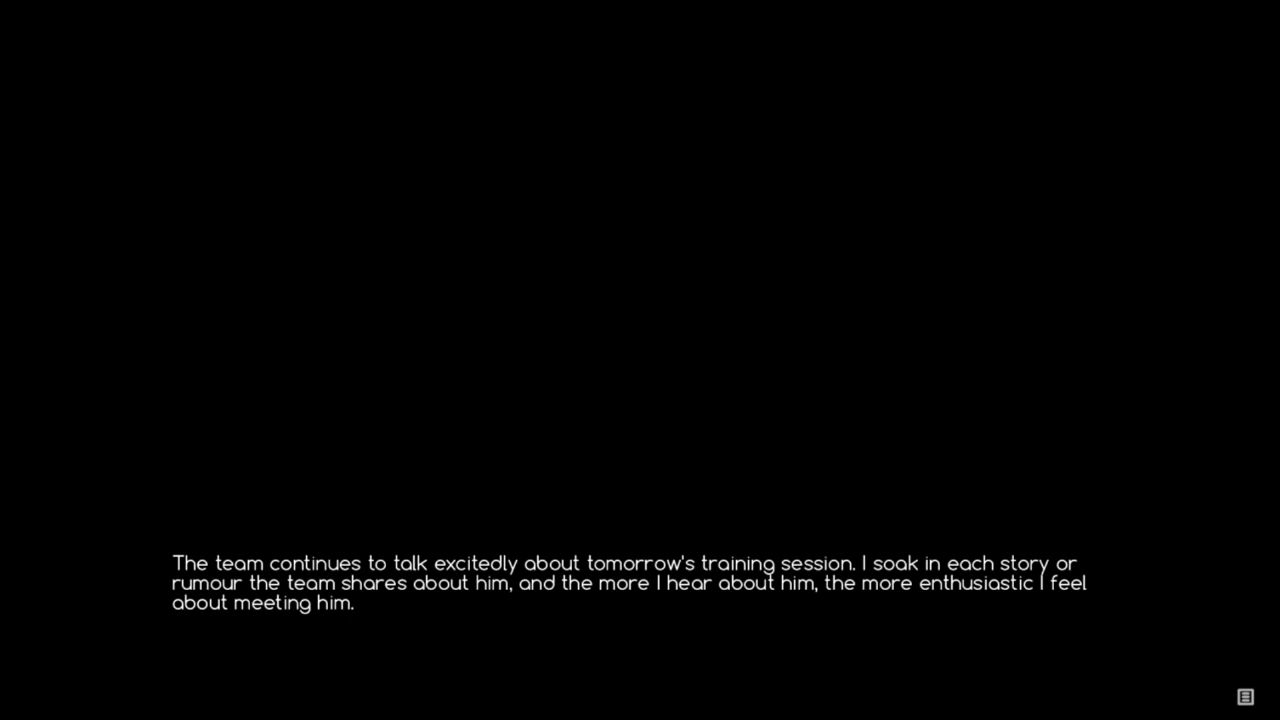 The team continues to talk excitedly about tomorrow's training session. I soak in each story or
rumour the team shares about him, and the more I hear about him, the more enthusiastic I feel
about meeting him.